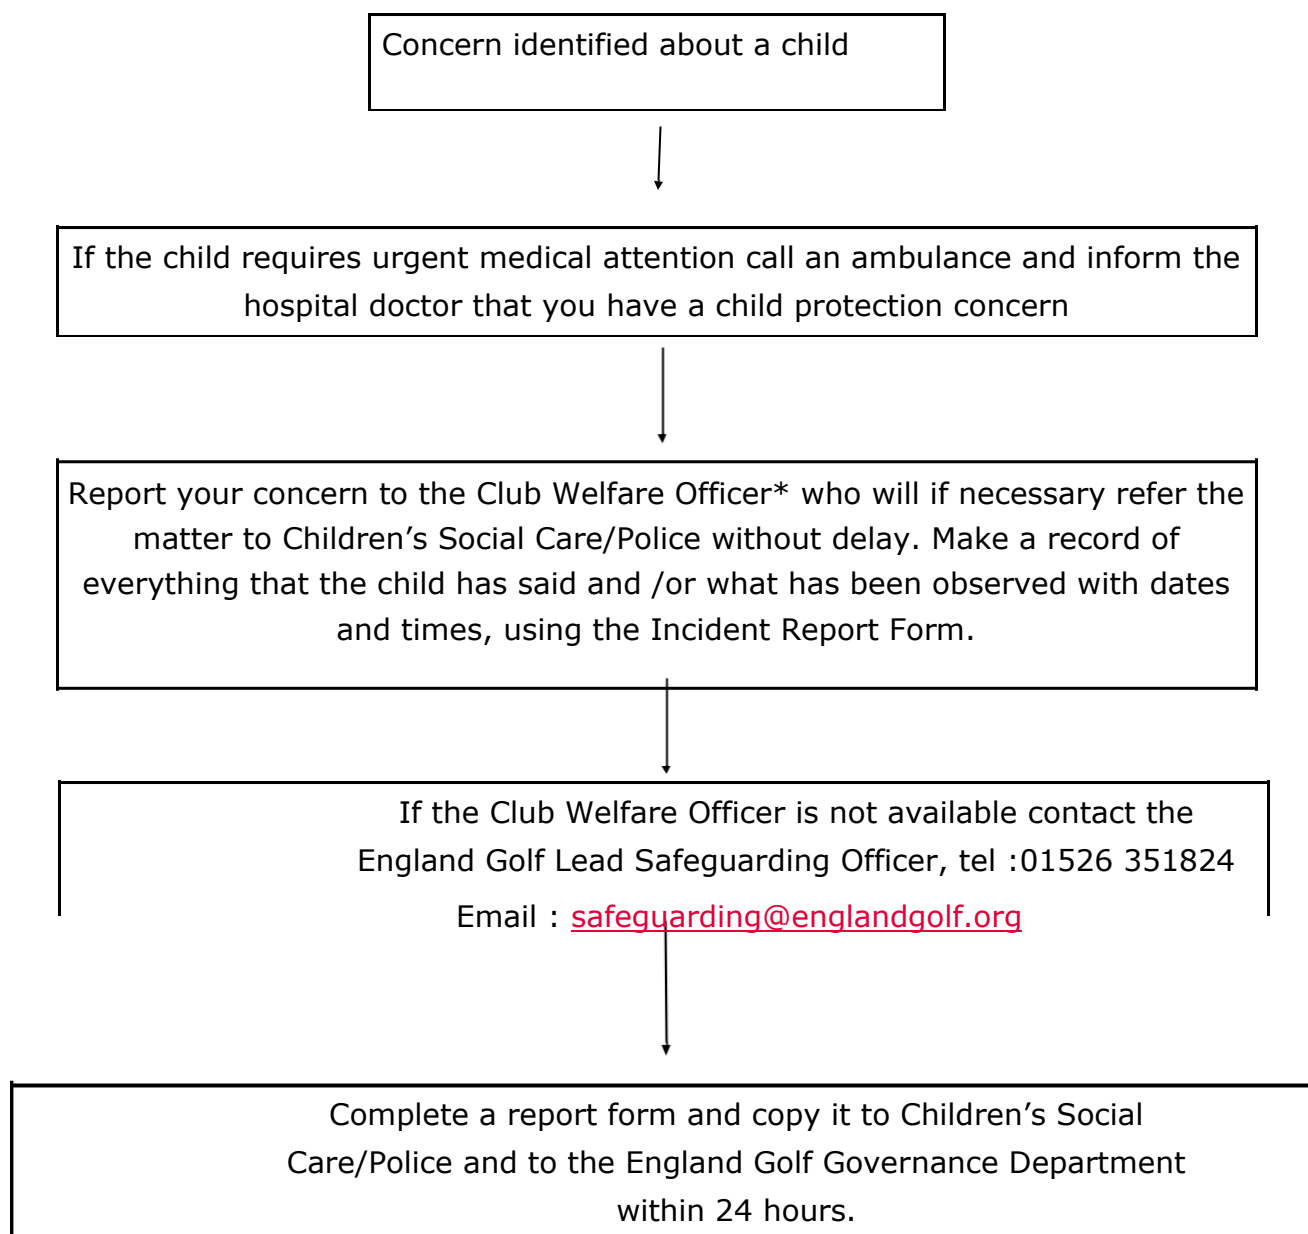 Concern identified about a child
If the child requires urgent medical attention call an ambulance and inform the
hospital doctor that you have a child protection concern
Report your concern to the Club Welfare Officer* who will if necessary refer the
matter to Children’s Social Care/Police without delay. Make a record of
everything that the child has said and /or what has been observed with dates
and times, using the Incident Report Form.
If the Club Welfare Officer is not available contact the
England Golf Lead Safeguarding Officer, tel :01526 351824
Email : safeguarding@englandgolf.org
Complete a report form and copy it to Children’s Social
Care/Police and to the England Golf Governance Department
within 24 hours.